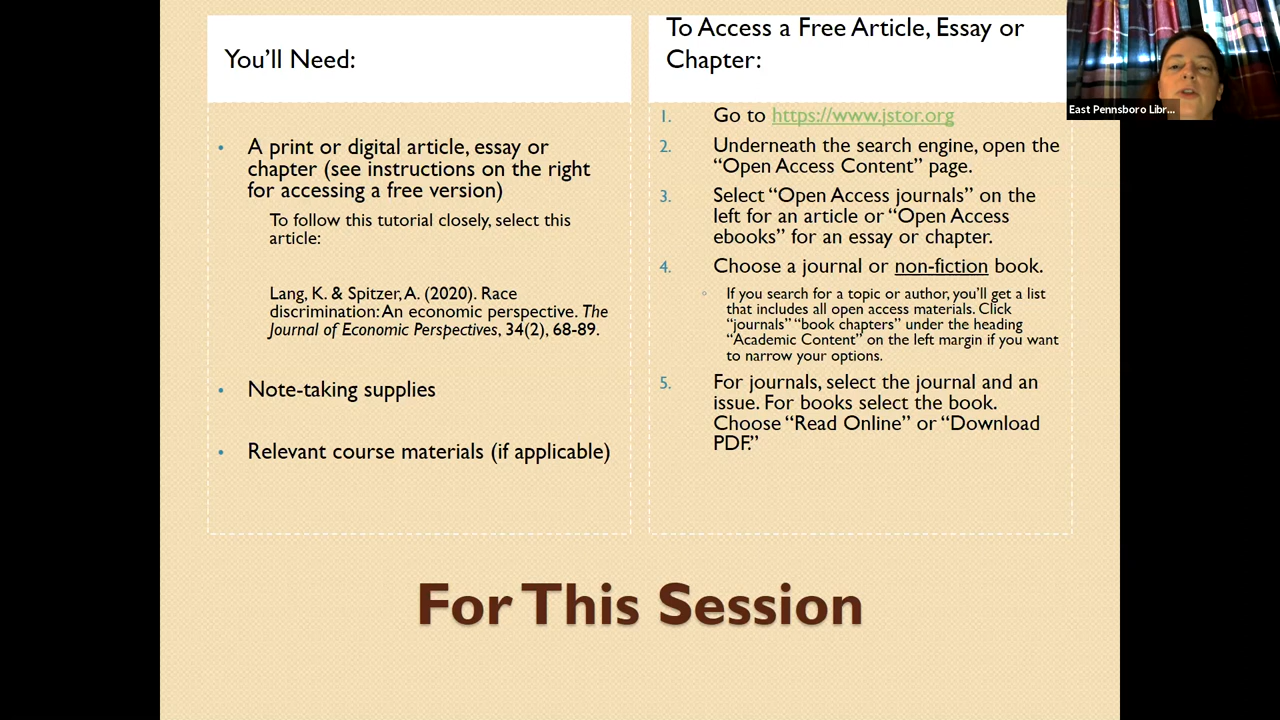 You'll Need:
• A print or digital article, essay or
chapter (see instructions on the right
for accessing a free version)
To follow this tutorial closely, select this
article:
Lang, K. & Spitzer, A. (2020). Race
discrimination: An economic perspective. The
Journal of Economic Perspectives, 34(2), 68-89.
• Note-taking supplies
• Relevant course materials (if applicable)
To Access a Free Article, Essay or
Chapter:
1. Go to https://www.jstor.org
2. Underneath the search engine, open the
“Open Access Content” page.
3. Select “Open Access journals” on the
left for an article or “Open Access
ebooks” for an essay or chapter.
4. Choose a journal or non-fiction book.
◦ If you search for a topic or author, you'll get a list
that includes all open access materials. Click
“journals” “book chapters” under the heading
“Academic Content” on the left margin if you want
to narrow your options.
5. For journals, select the journal and an
issue. For books select the book.
Choose “Read Online” or “Download
PDF.”
East Pennsboro Libr...
For This Session